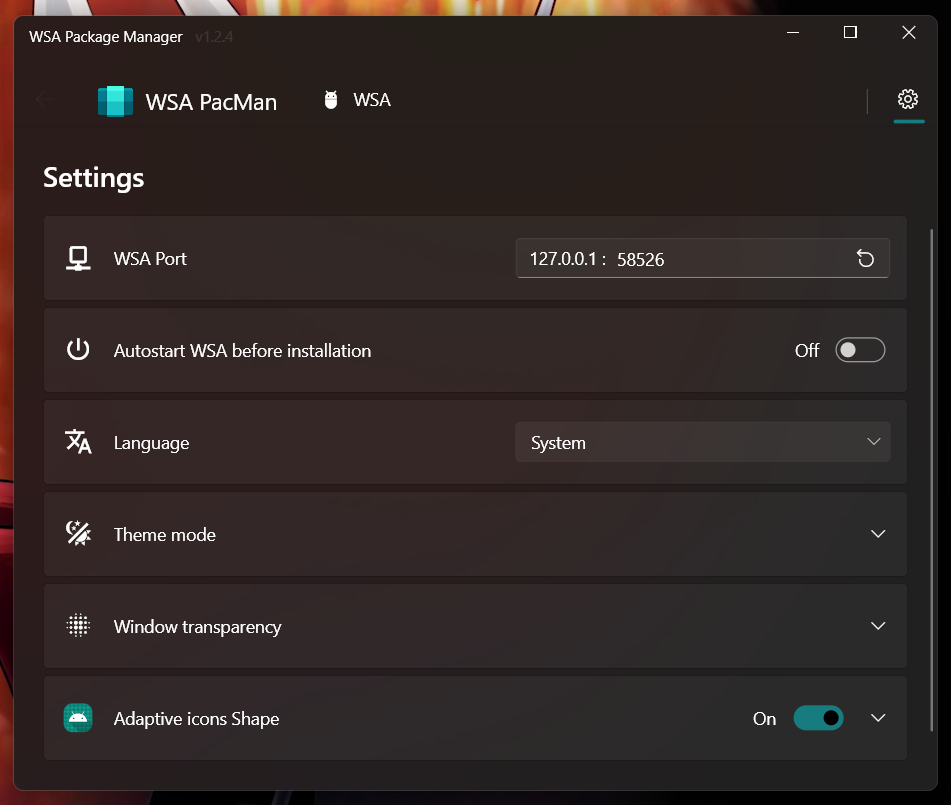 WSA Package Manager v1.2.4
WSA PacMan WSA
Settings
WSA Port 127.0.0.1 : 58526
Autostart WSA before installation Off
Language System
Theme mode
Window transparency
Adaptive icons Shape On